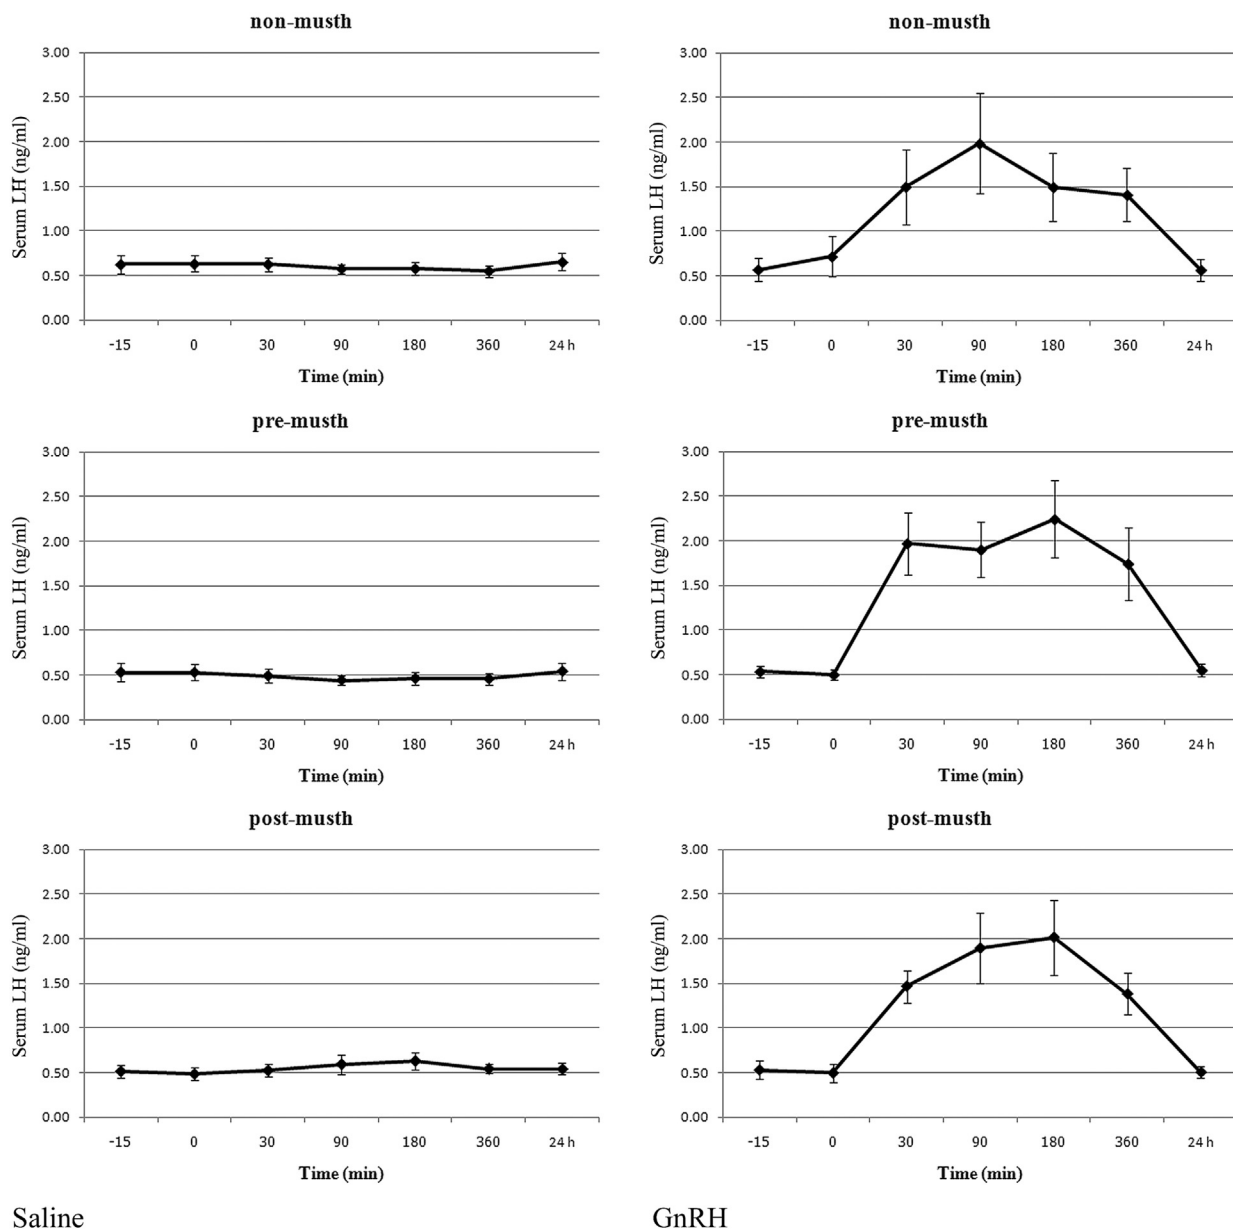 non-musth
3.00
2.50
2.00
1.50
1.00
0.50
0.00
Serum LH (ng/ml)
-15 0 30 90 180 360 24 h
Time (min)
non-musth
3.00
2.50
2.00
1.50
1.00
0.50
0.00
Serum LH (ng/ml)
-15 0 30 90 180 360 24 h
Time (min)
pre-musth
3.00
2.50
2.00
1.50
1.00
0.50
0.00
Serum LH (ng/ml)
-15 0 30 90 180 360 24 h
Time (min)
pre-musth
3.00
2.50
2.00
1.50
1.00
0.50
0.00
Serum LH (ng/ml)
-15 0 30 90 180 360 24 h
Time (min)
post-musth
3.00
2.50
2.00
1.50
1.00
0.50
0.00
Serum LH (ng/ml)
-15 0 30 90 180 360 24 h
Time (min)
post-musth
3.00
2.50
2.00
1.50
1.00
0.50
0.00
Serum LH (ng/ml)
-15 0 30 90 180 360 24 h
Time (min)
Saline
GnRH